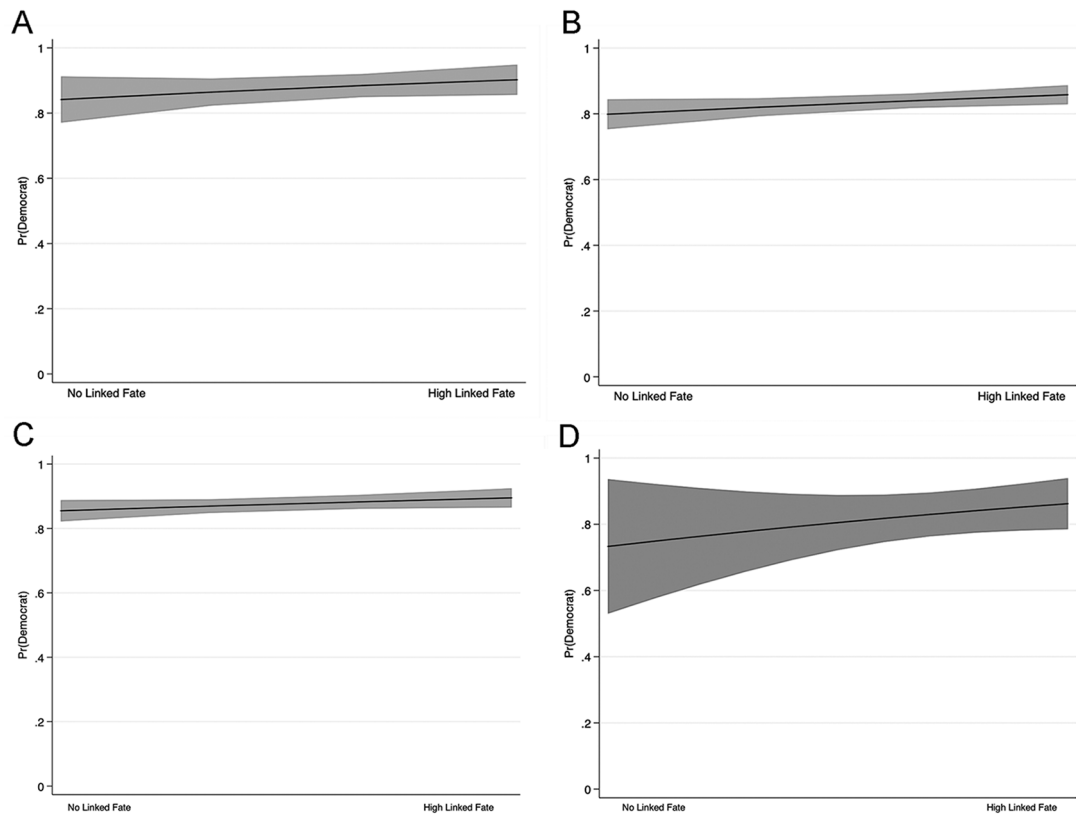 A
1
.8
.6
.4
.2
0
Pr(Democrat)
No Linked Fate High Linked Fate
B
1
.8
.6
.4
.2
0
Pr(Democrat)
No Linked Fate High Linked Fate
C
1
.8
.6
.4
.2
0
Pr(Democrat)
No Linked Fate High Linked Fate
D
1
.8
.6
.4
.2
0
Pr(Democrat)
No Linked Fate High Linked Fate